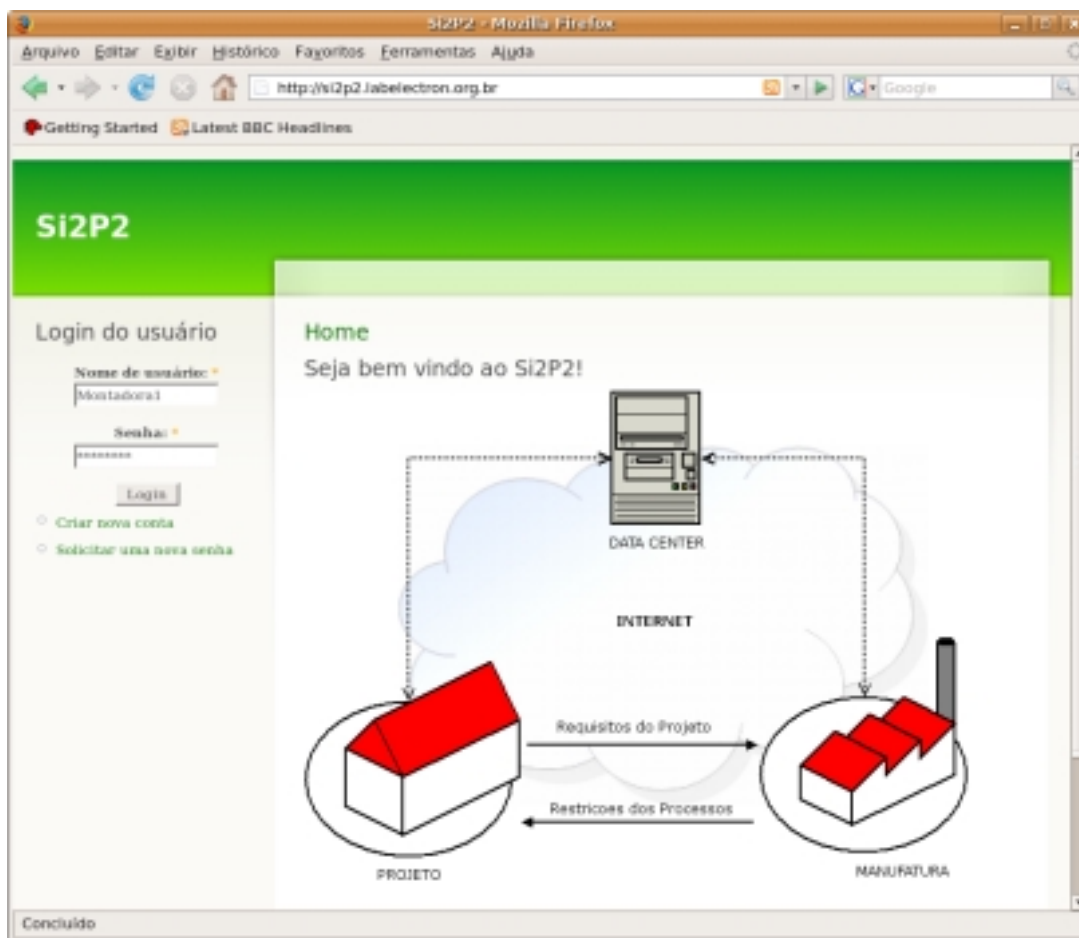 Si2P2 - Mozilla Firefox
Arquivo Editar Exibir Histórico Favoritos Ferramentas Ajuda
http://si2p2.labelectron.org.br
Google
Getting Started Latest BBC Headlines
Si2P2
Login do usuário
Nome de usuário: *
Montadora1
Senha: *
********
Login
Criar nova conta
Solicitar uma nova senha
Home
Seja bem vindo ao Si2P2!
DATA CENTER
INTERNET
Requisitos do Projeto
Restricoes dos Processos
PROJETO
MANUFATURA
Concluído